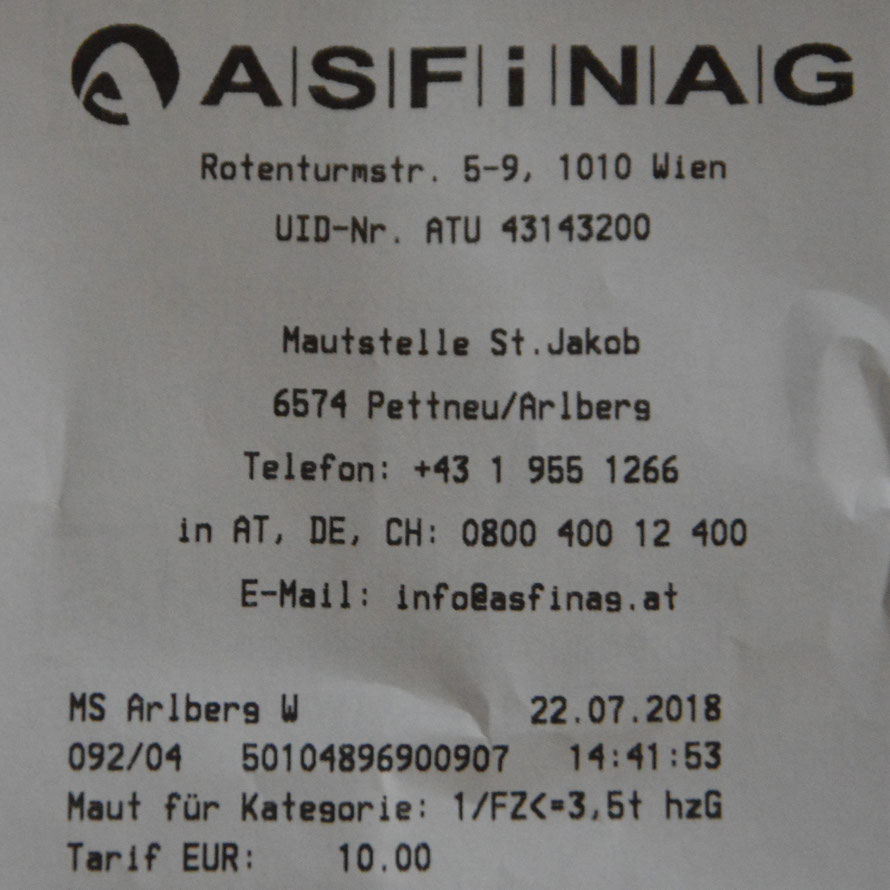 A|S|F|i|N|A|G
Rotenturmstr. 5-9, 1010 Wien
UID-Nr. ATU 43143200
Mautstelle St.Jakob
6574 Pettneu/Arlberg
Telefon: +43 1 955 1266
in AT, DE, CH: 0800 400 12 400
E-Mail: info@asfinag.at
MS Arlberg W 22.07.2018
092/04 50104896900907 14:41:53
Maut für Kategorie: 1/FZ<=3,5t hzG
Tarif EUR: 10.00